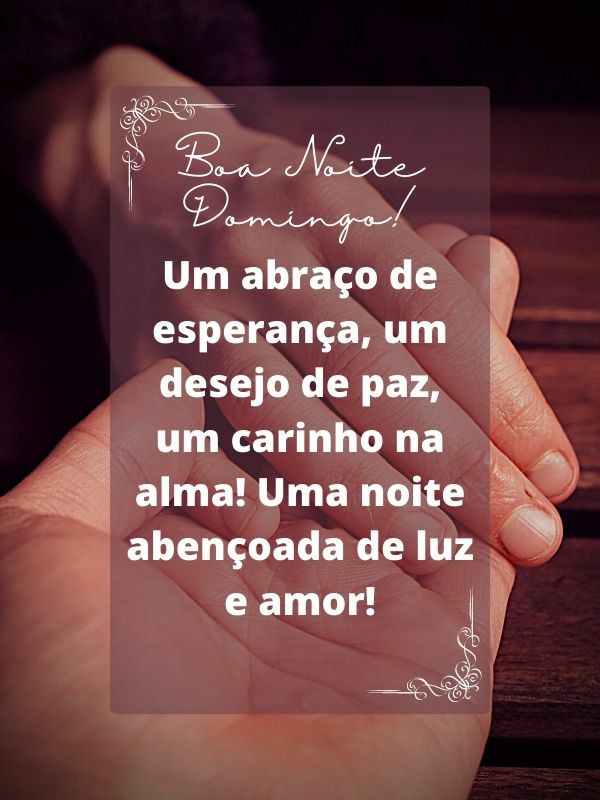 Boa Noite
Domingo!
Um abraço de
esperança, um
desejo de paz,
um carinho na
alma! Uma noite
abençoada de luz
e amor!